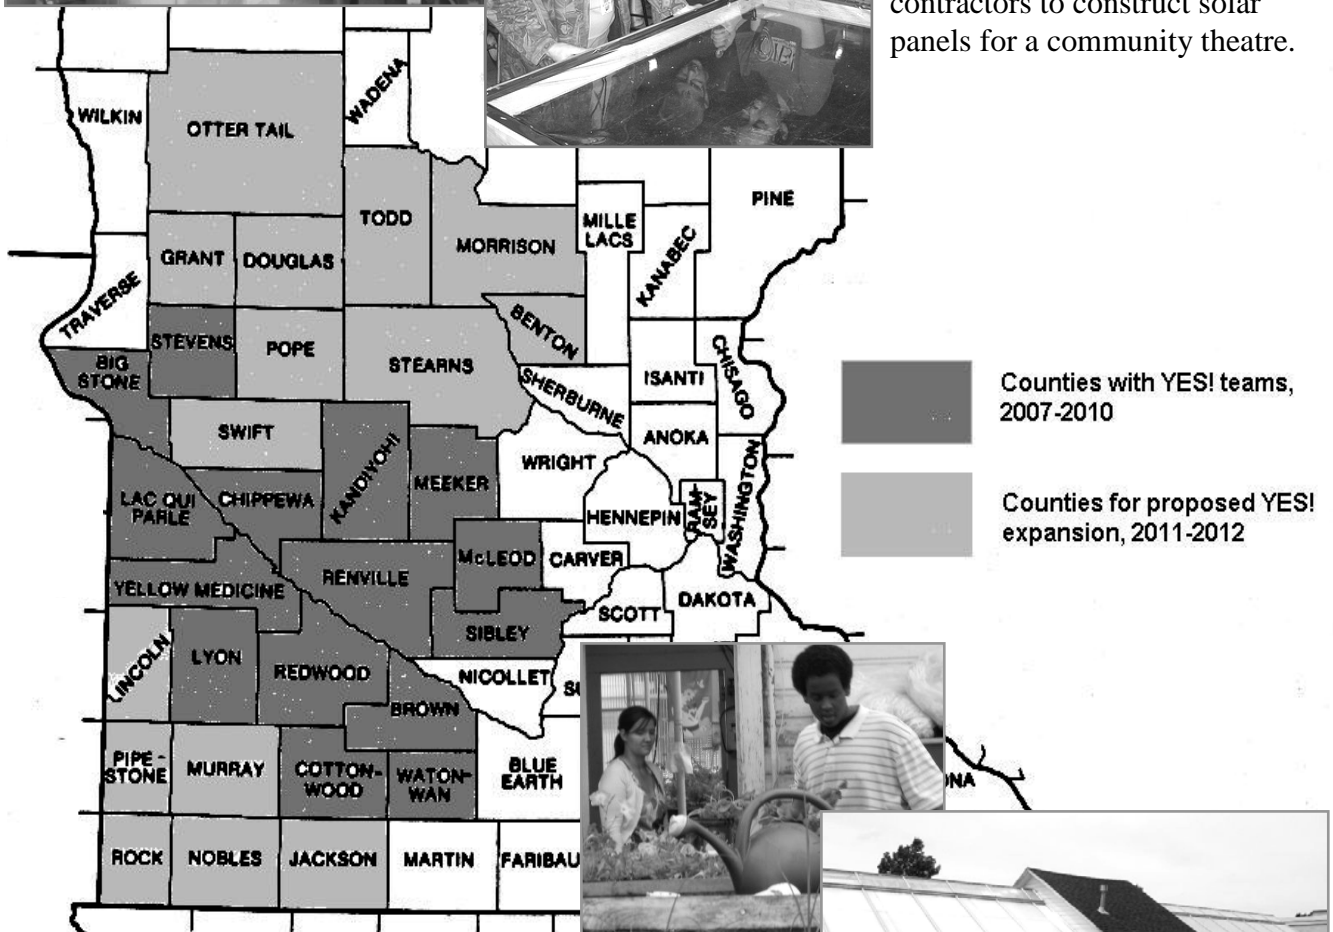 contractors to construct solar
panels for a community theatre.
WADENA
WILKIN
OTTER TAIL
PINE
TODD
MILLE
LACS
MORRISON
KANABEC
GRANT
DOUGLAS
TRAVERSE
BENTON
STEVENS
POPE
BIG
STONE
STEARNS
CHISAGO
SHERBURNE
ISANTI
Counties with YES! teams,
2007-2010
SWIFT
ANOKA
KANDIYOHI
WRIGHT
MEEKER
WASHINGTON
LAC QUI
PARLE
CHIPPEWA
RAM-
SEY
HENNEPIN
Counties for proposed YES!
expansion, 2011-2012
McLEOD
CARVER
RENVILLE
YELLOW MEDICINE
DAKOTA
SCOTT
SIBLEY
LINCOLN
LYON
REDWOOD
NICOLLET
BROWN
PIPE-
STONE
MURRAY
COTTON-
WOOD
WATON-
WAN
BLUE
EARTH
ROCK
NOBLES
JACKSON
MARTIN
FARIBAU